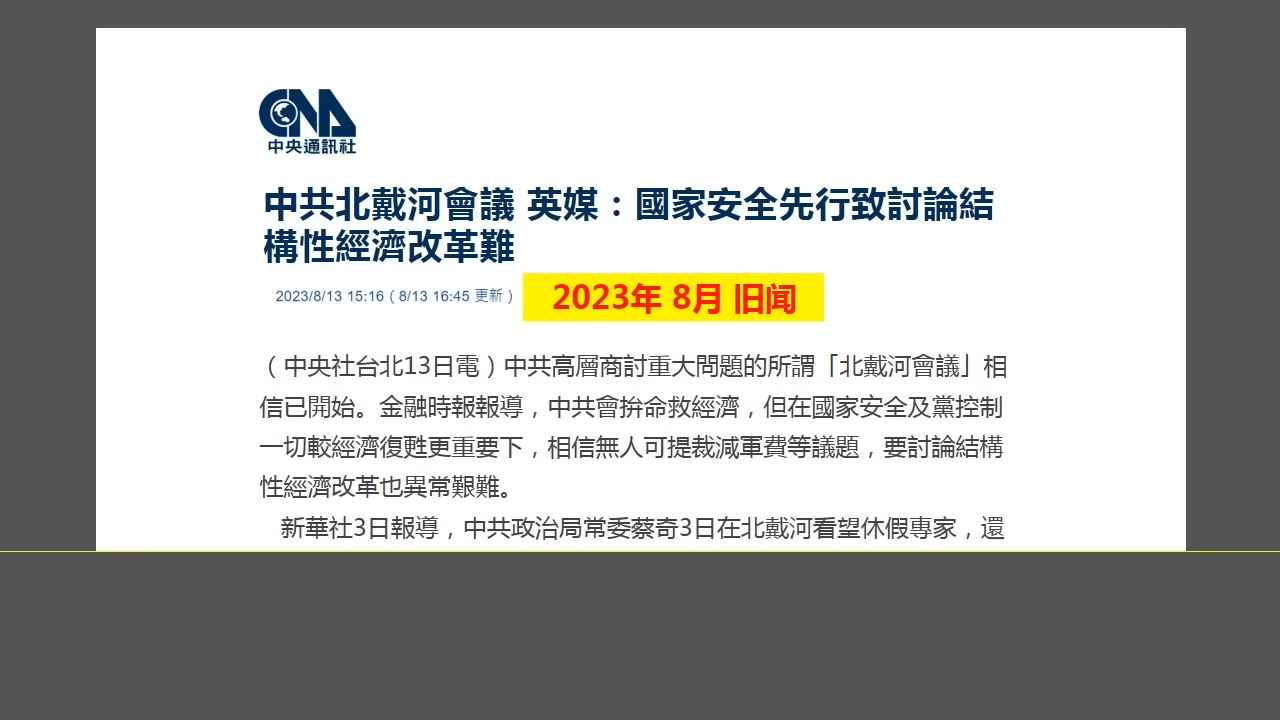 CNA
中央通訊社
中共北戴河會議 英媒：國家安全先行致討論結
構性經濟改革難
2023/8/13 15:16（8/13 16:45 更新）
2023年 8月 旧闻
（中央社台北13日電）中共高層商討重大問題的所謂「北戴河會議」相
信已開始。金融時報報導，中共會拚命救經濟，但在國家安全及黨控制
一切較經濟復甦更重要下，相信無人可提裁減軍費等議題，要討論結構
性經濟改革也異常艱難。
新華社3日報導，中共政治局常委蔡奇3日在北戴河看望休假專家，還